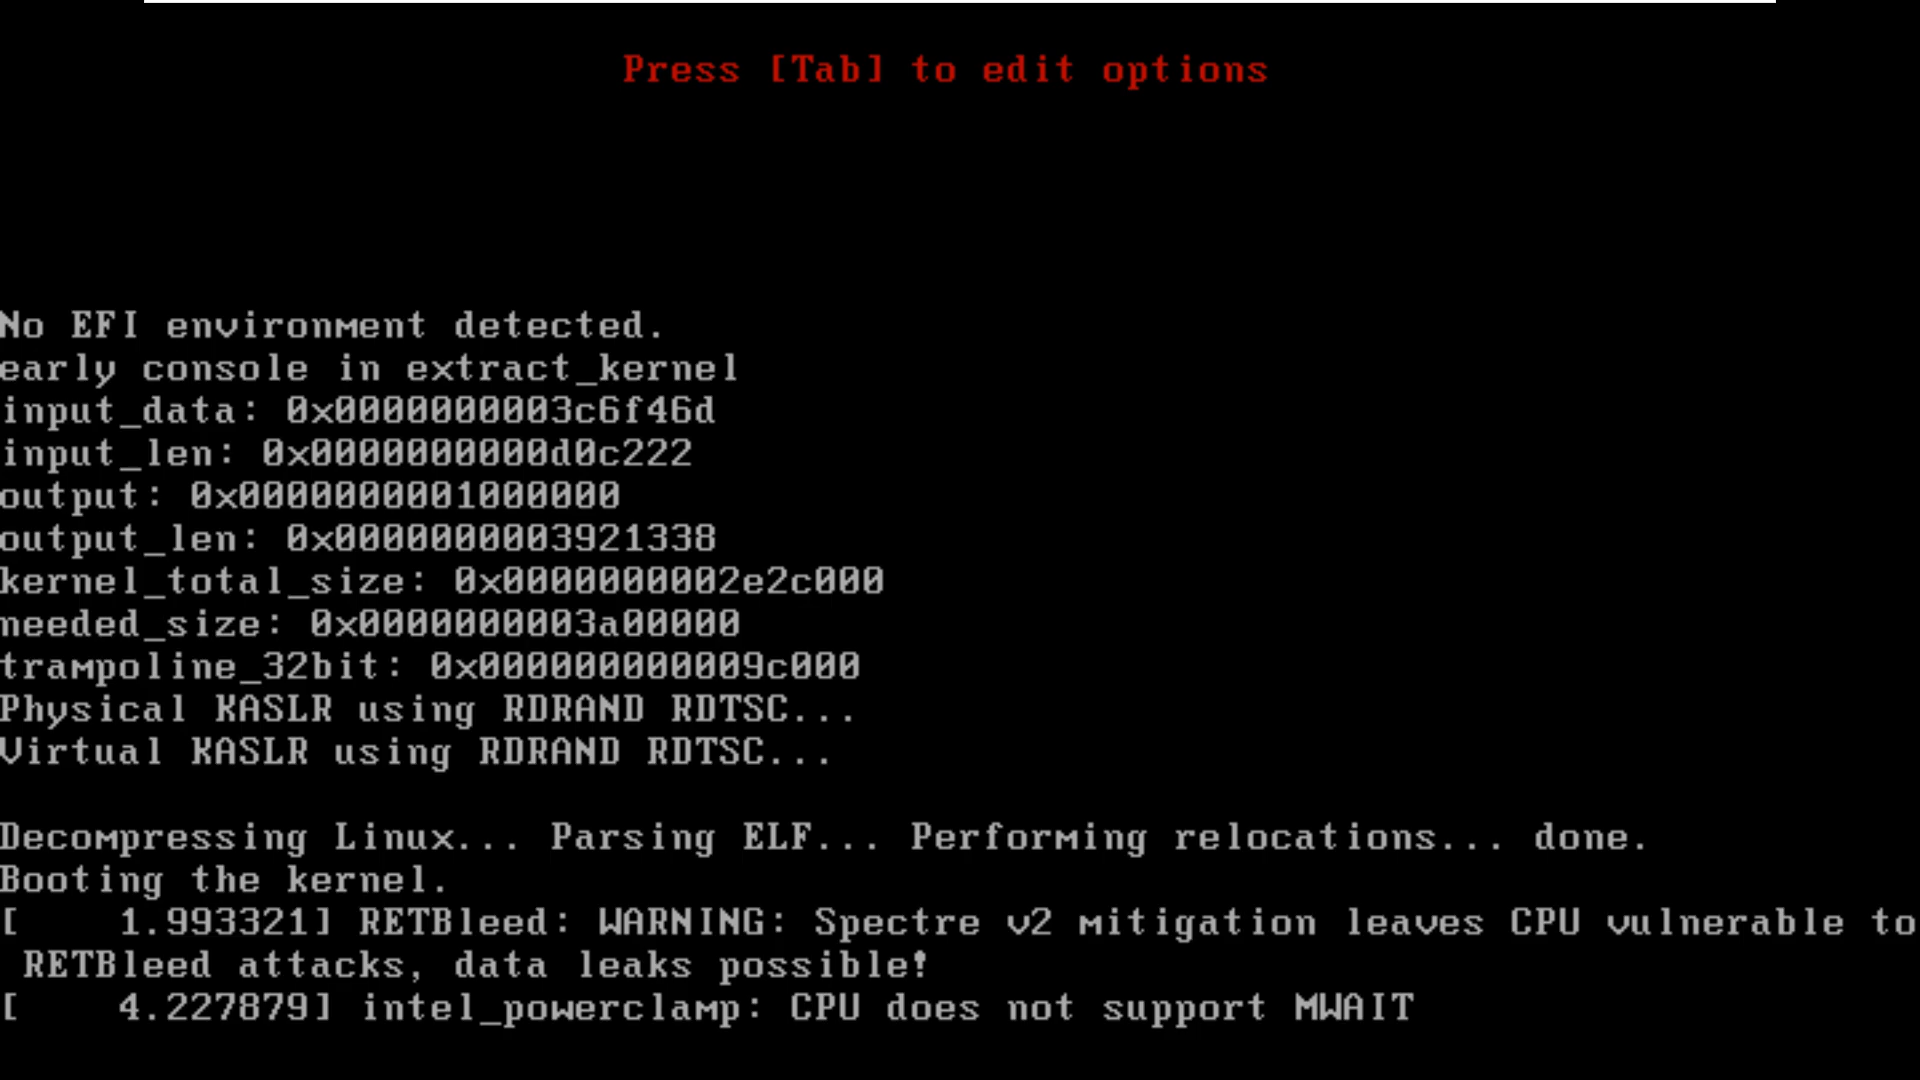 Press [Tab] to edit options
No EFI environment detected.
early console in extract_kernel
input_data: 0x0000000003c6f46d
input_len: 0x0000000000d0c222
output: 0x0000000001000000
output_len: 0x0000000003921338
kernel_total_size: 0x0000000002e2c000
needed_size: 0x0000000003a00000
trampoline_32bit: 0x000000000009c000
Physical KASLR using RDRAND RDTSC...
Virtual KASLR using RDRAND RDTSC...
Decompressing Linux... Parsing ELF... Performing relocations... done.
Booting the kernel.
[    1.993321] RETBleed: WARNING: Spectre v2 mitigation leaves CPU vulnerable to
 RETBleed attacks, data leaks possible!
[    4.227879] intel_powerclamp: CPU does not support MWAIT